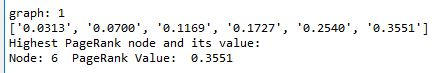 graph: 1
['0.0313', '0.0700', '0.1169', '0.1727', '0.2540', '0.3551']
Highest PageRank node and its value:
Node: 6  PageRank Value:  0.3551